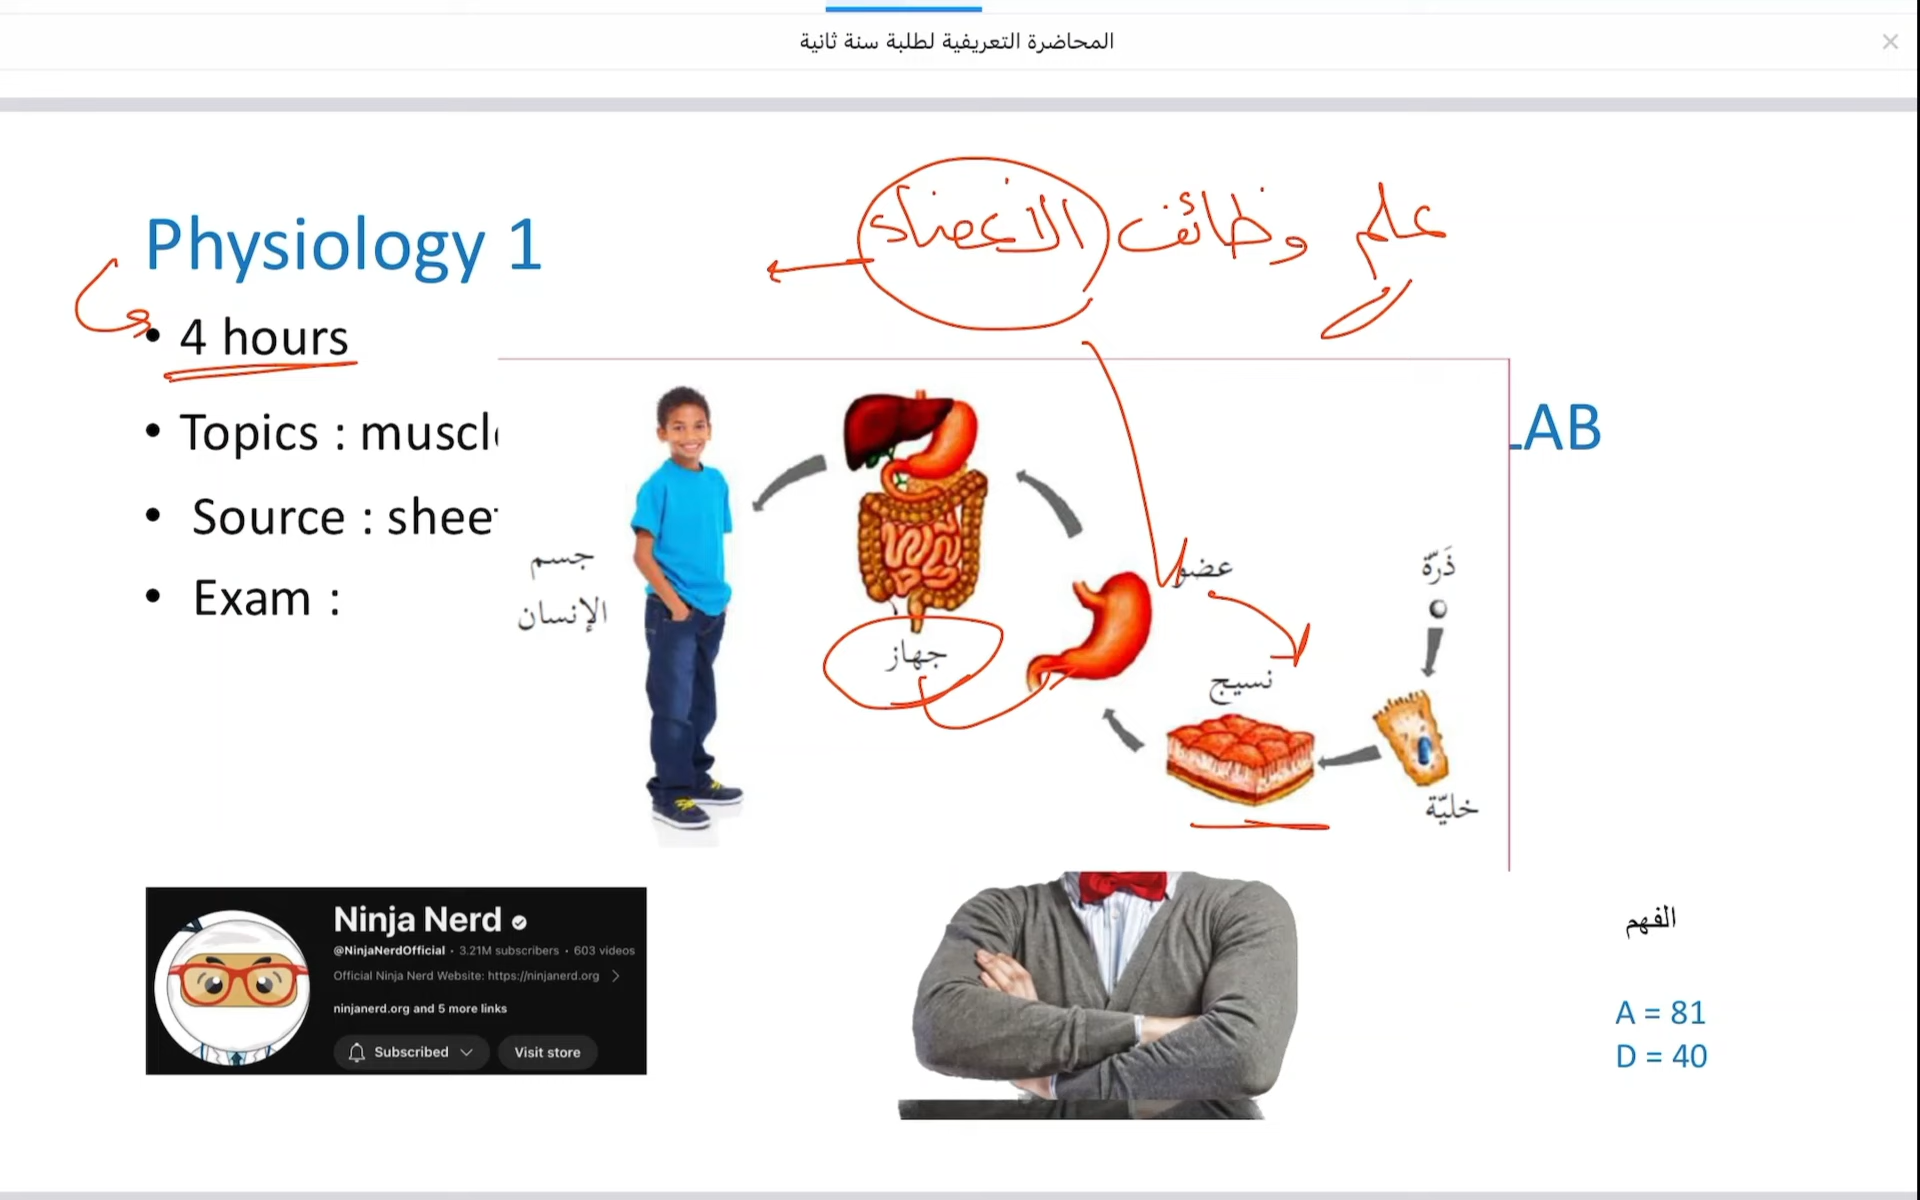 المحاضرة التعريفية لطلبة سنة ثانية
علم وظائف الاعضاء
Physiology 1
• 4 hours
• Topics : muscl
• Source : shee
• Exam :
LAB
جسم
الإنسان
جهاز
عضو
نسيج
ذَرّة
خليّة
Ninja Nerd
@NinjaNerdOfficial · 3.21M subscribers · 603 videos
Official Ninja Nerd Website: https://ninjanerd.org >
ninjanerd.org and 5 more links
Subscribed
Visit store
الفهم
A = 81
D = 40